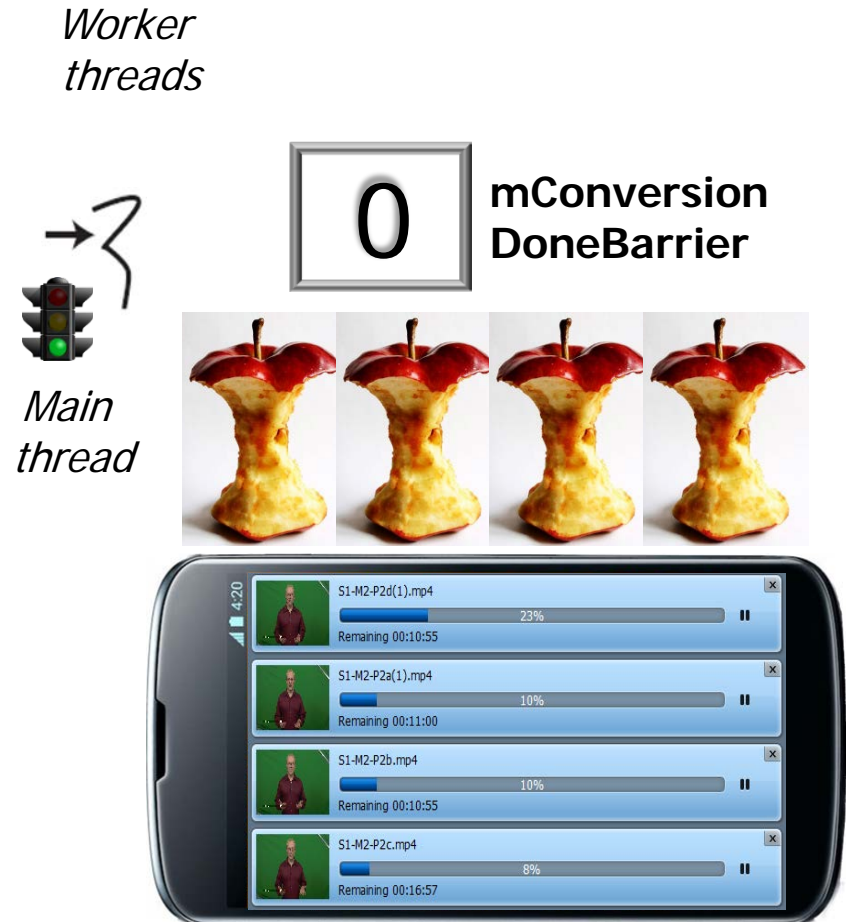 Worker
threads
0
mConversion
DoneBarrier
Main
thread
4:20
S1-M2-P2d(1).mp4
x
23%
Remaining 00:10:55
S1-M2-P2a(1).mp4
x
10%
Remaining 00:11:00
S1-M2-P2b.mp4
x
10%
Remaining 00:10:55
S1-M2-P2c.mp4
x
8%
Remaining 00:16:57